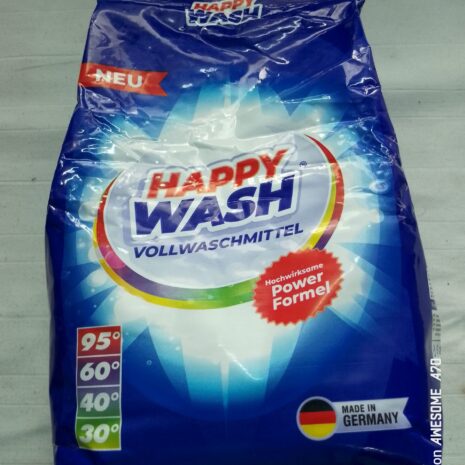 HAPPY
WASH
NEU
HAPPY
WASH®
VOLLWASCHMITTEL
Hochwirksame
Power
Formel
95°
60°
40°
30°
MADE IN
GERMANY
on AWESOME A70